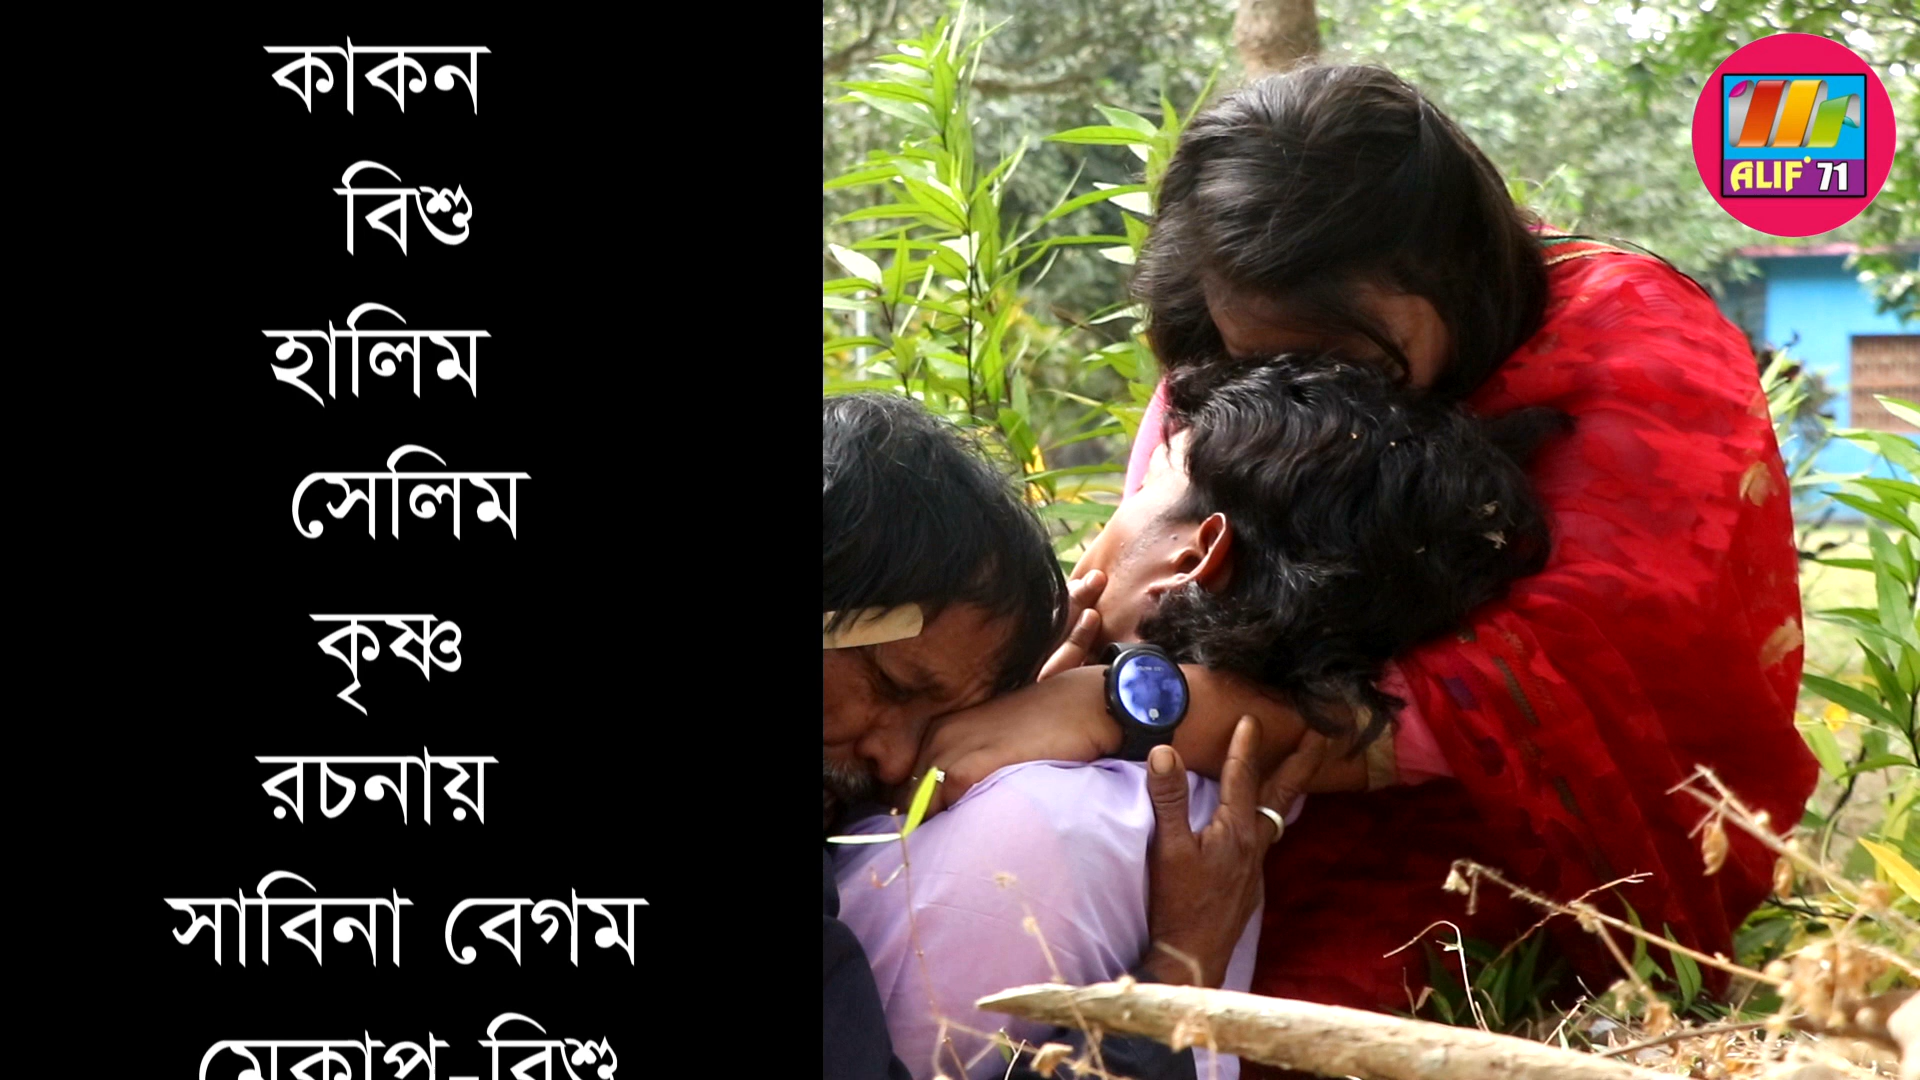 কাকন
বিশু
হালিম
সেলিম
কৃষ্ণ
রচনায়
সাবিনা বেগম
মেকাপ-বিশু
ALIF 71